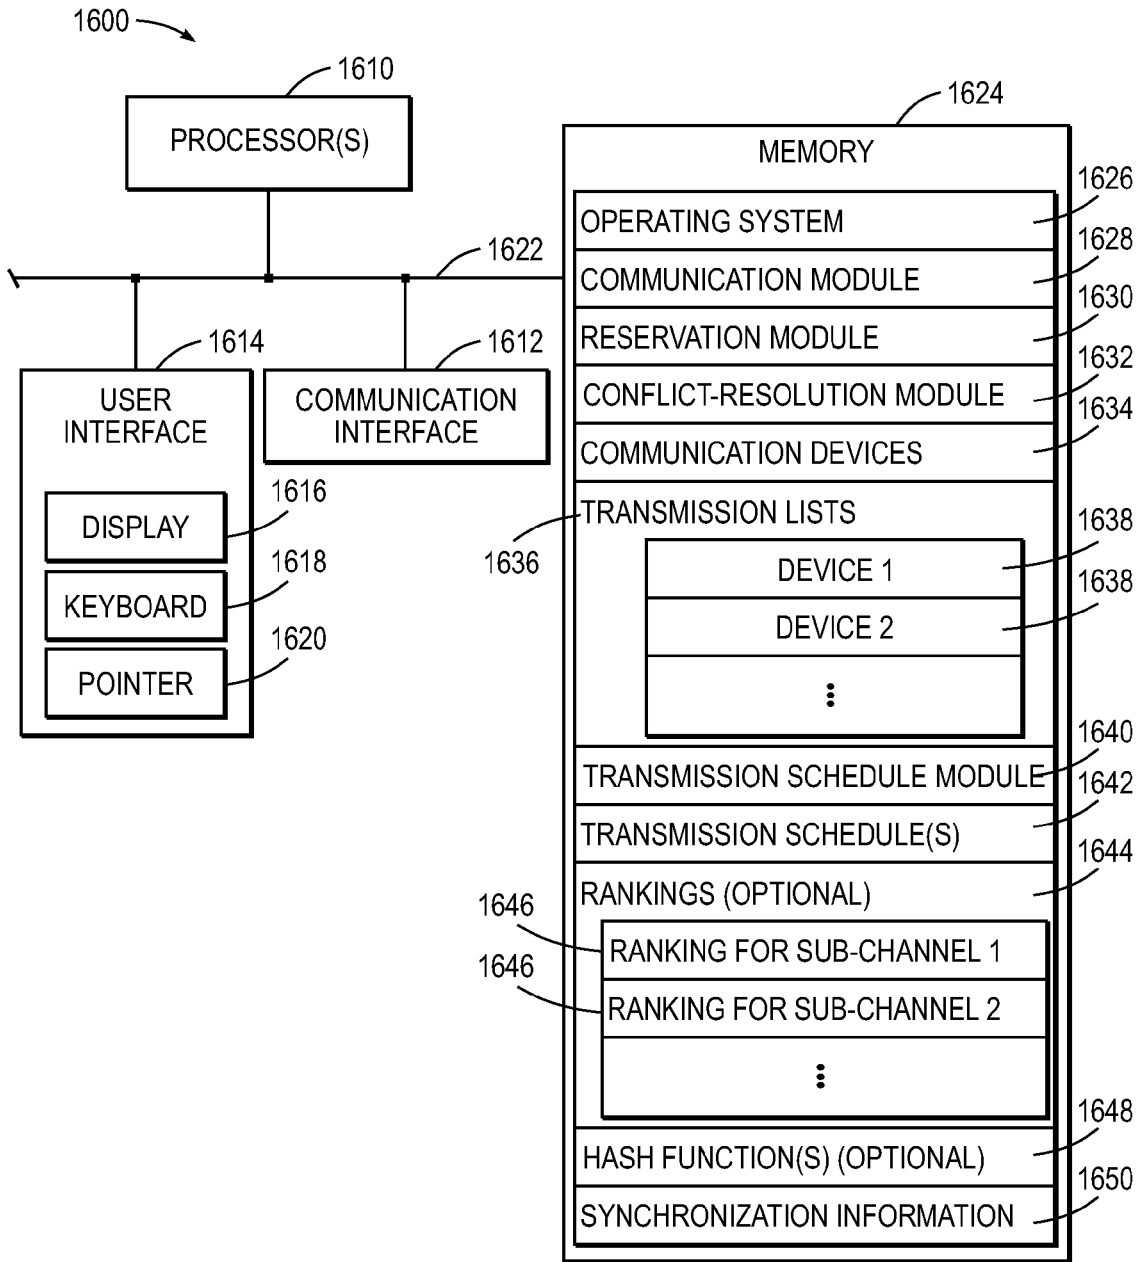 1600
1610
PROCESSOR(S)
1622
1614
USER
INTERFACE
1616
DISPLAY
1618
KEYBOARD
1620
POINTER
1612
COMMUNICATION
INTERFACE
1624
MEMORY
1626
OPERATING SYSTEM
1628
COMMUNICATION MODULE
1630
RESERVATION MODULE
1632
CONFLICT-RESOLUTION MODULE
1634
COMMUNICATION DEVICES
TRANSMISSION LISTS
1636
1638
DEVICE 1
1638
DEVICE 2
1640
TRANSMISSION SCHEDULE MODULE
1642
TRANSMISSION SCHEDULE(S)
1644
RANKINGS (OPTIONAL)
1646
RANKING FOR SUB-CHANNEL 1
1646
RANKING FOR SUB-CHANNEL 2
1648
HASH FUNCTION(S) (OPTIONAL)
1650
SYNCHRONIZATION INFORMATION